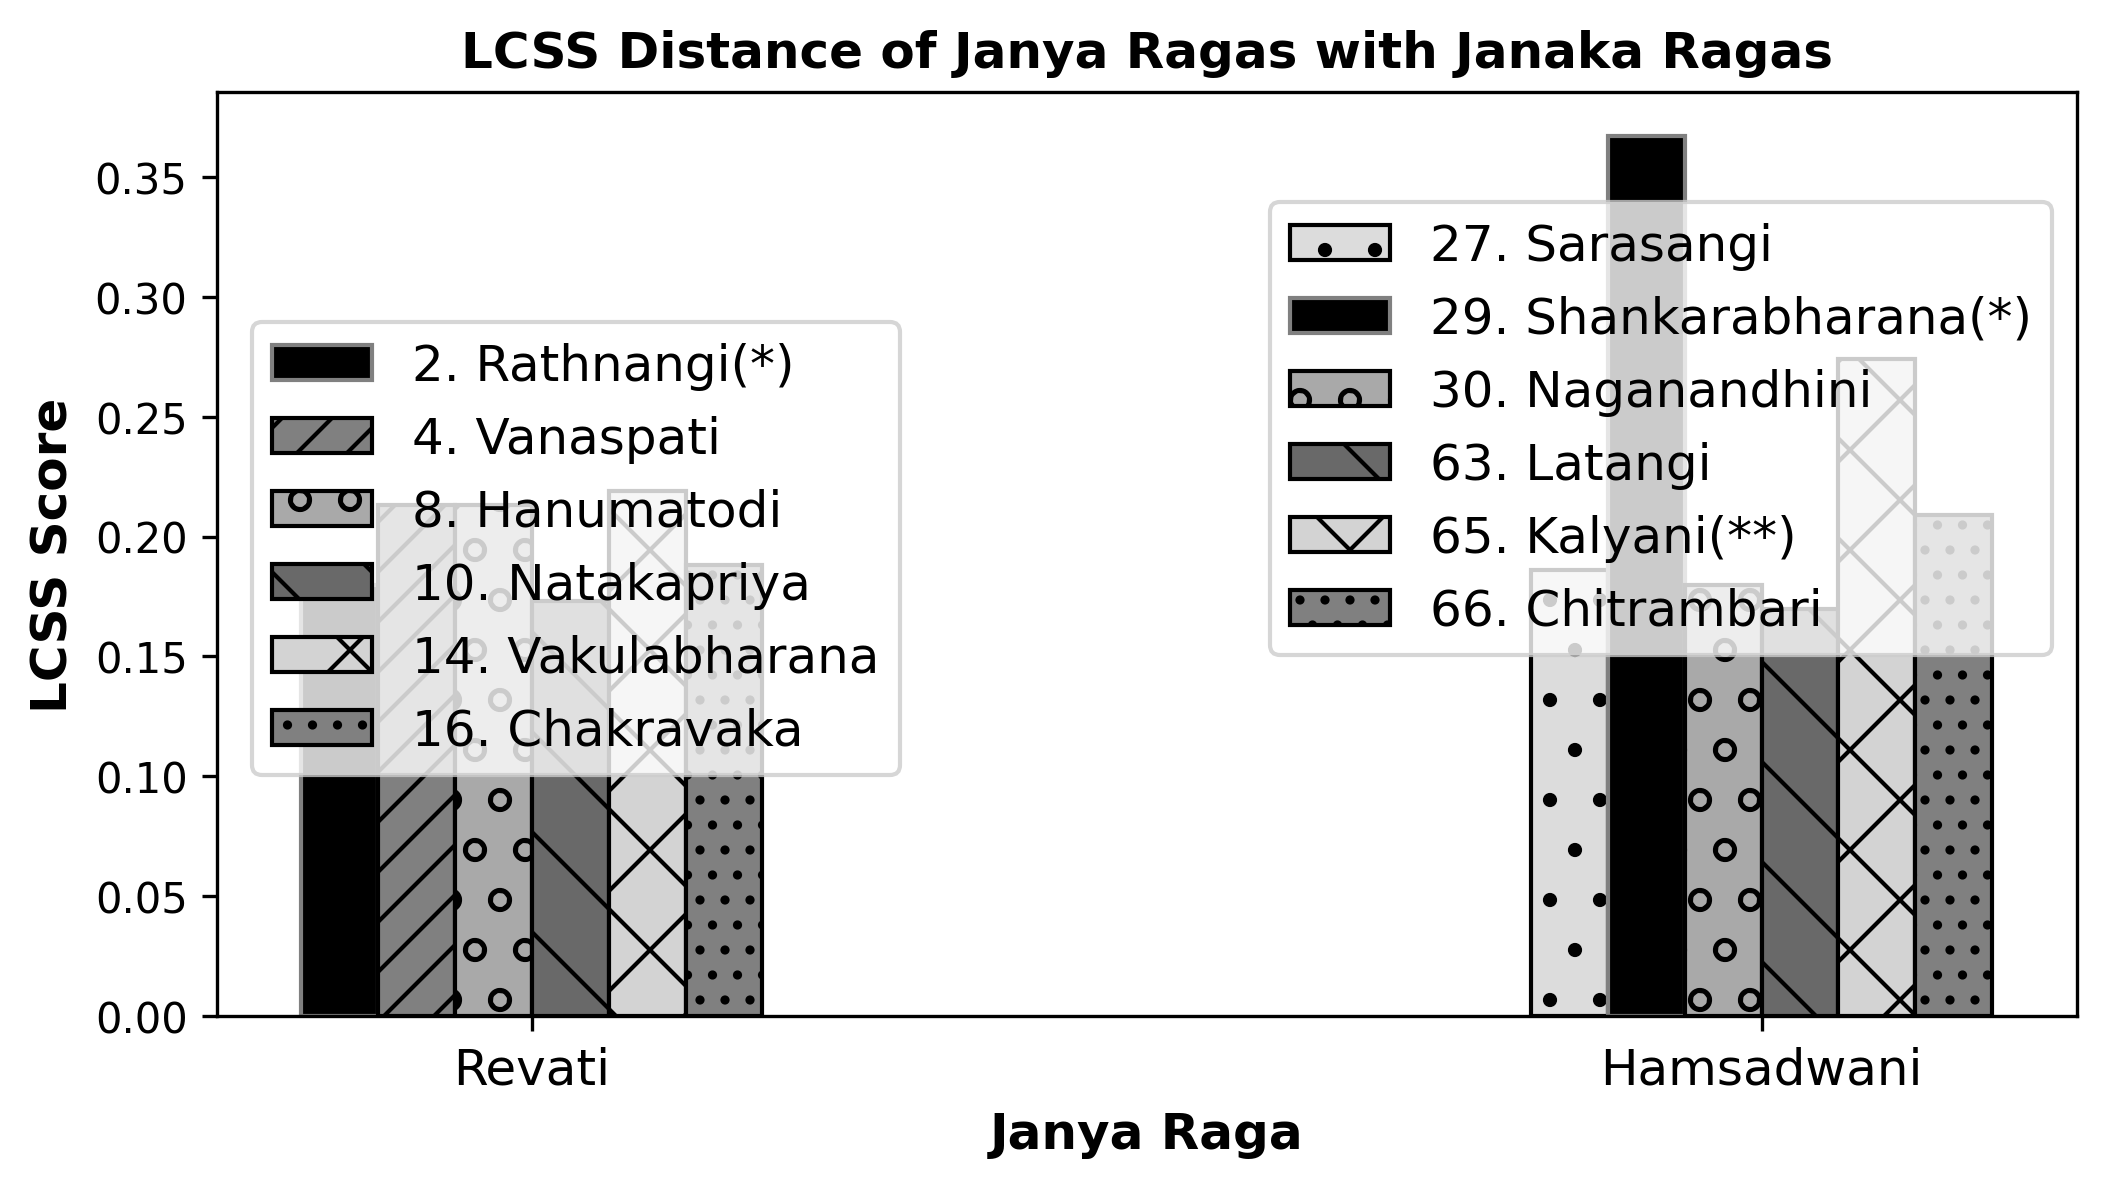 LCSS Distance of Janya Ragas with Janaka Ragas
LCSS Score
0.35
0.30
0.25
0.20
0.15
0.10
0.05
0.00
2. Rathnangi(*)
4. Vanaspati
8. Hanumatodi
10. Natakapriya
14. Vakulabharana
16. Chakravaka
27. Sarasangi
29. Shankarabharana(*)
30. Naganandhini
63. Latangi
65. Kalyani(**)
66. Chitrambari
Revati
Hamsadwani
Janya Raga